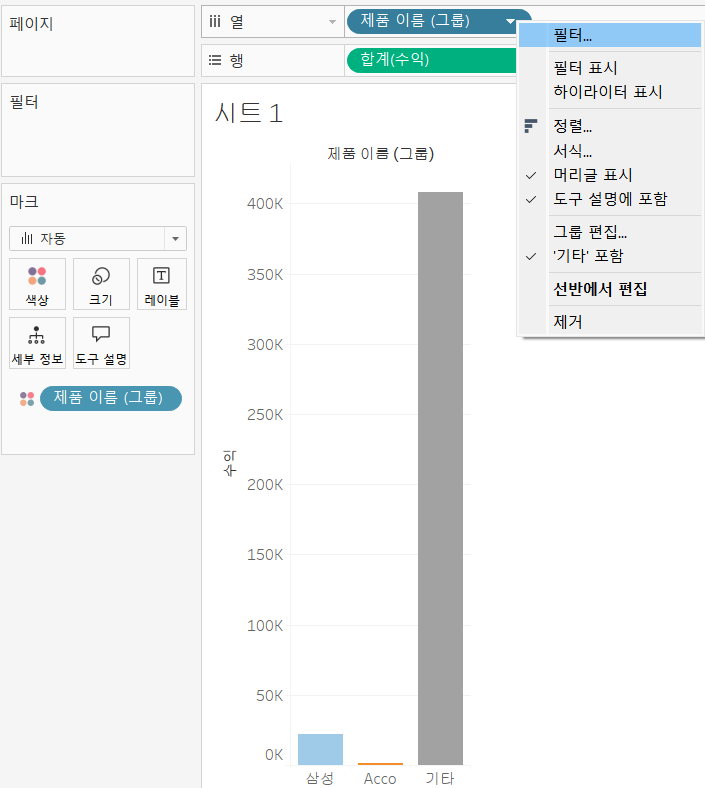 페이지
필터
마크
자동
색상
크기
레이블
세부 정보
도구 설명
제품 이름 (그룹)
열
제품 이름 (그룹)
행
합계(수익)
시트 1
제품 이름 (그룹)
400K
350K
300K
250K
200K
150K
100K
50K
0K
수익
삼성
Acco
기타
필터...
필터 표시
하이라이터 표시
정렬...
서식...
머리글 표시
도구 설명에 포함
그룹 편집...
'기타' 포함
선반에서 편집
제거